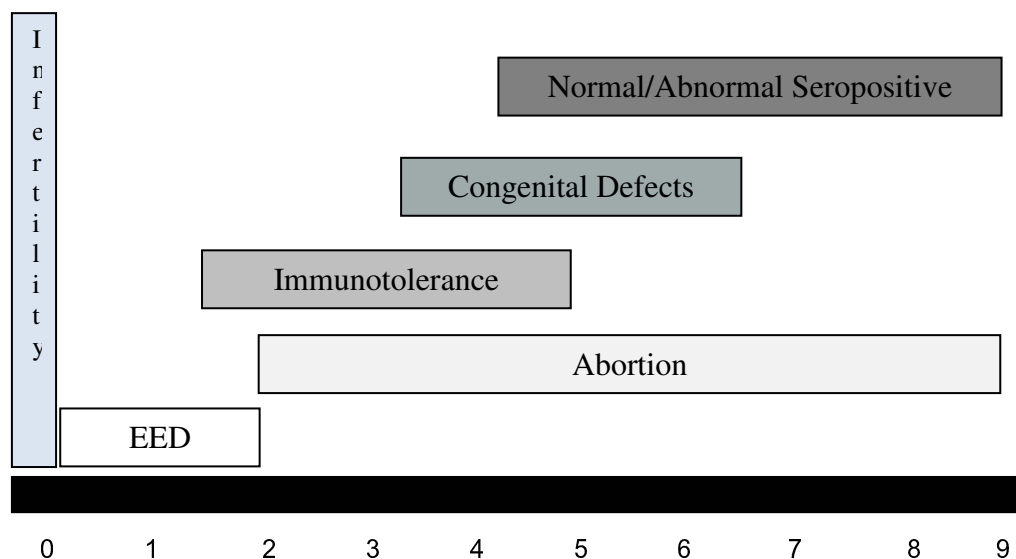 Infertility
Normal/Abnormal Seropositive
Congenital Defects
Immunotolerance
Abortion
EED
0 1 2 3 4 5 6 7 8 9